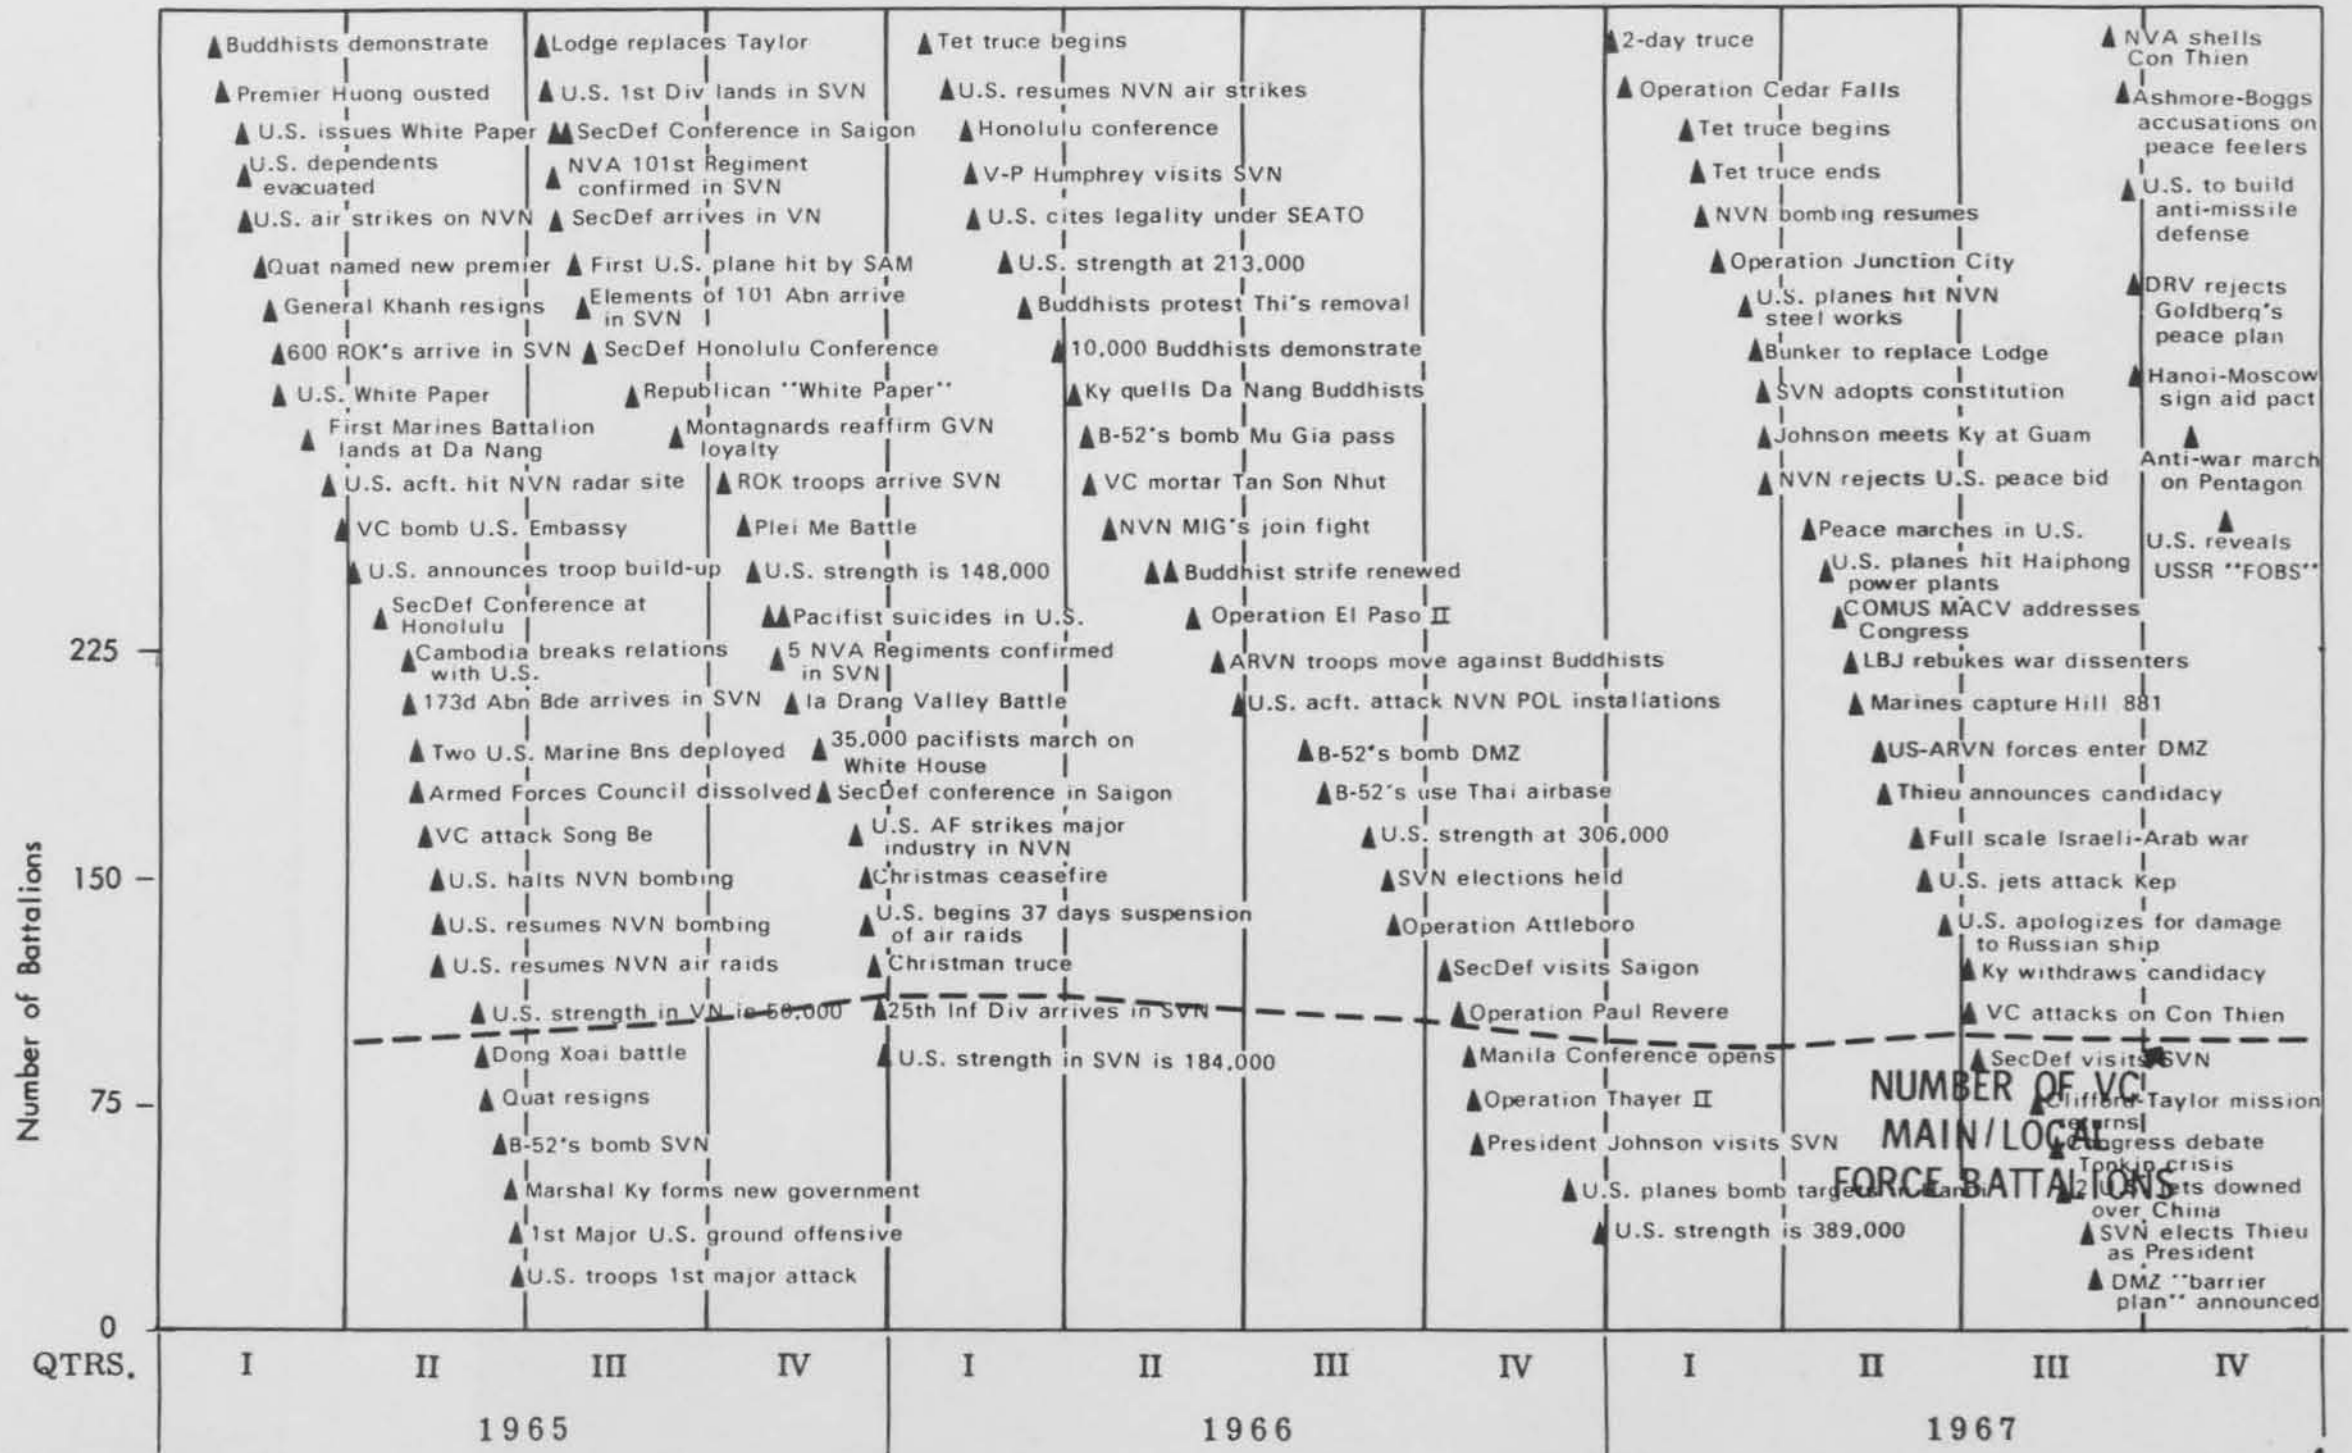 Buddhists demonstrate
Premier Huong ousted
U.S. issues White Paper
U.S. dependents
evacuated
U.S. air strikes on NVN
Quat named new premier
General Khanh resigns
600 ROK's arrive in SVN
U.S. White Paper
First Marines Battalion
lands at Da Nang
U.S. acft. hit NVN radar site
VC bomb U.S. Embassy
U.S. announces troop build-up
SecDef Conference at
Honolulu
Cambodia breaks relations
with U.S.
173d Abn Bde arrives in SVN
Two U.S. Marine Bns deployed
Armed Forces Council dissolved
VC attack Song Be
U.S. halts NVN bombing
U.S. resumes NVN bombing
U.S. resumes NVN air raids
U.S. strength in VN is 50,000
Dong Xoai battle
Quat resigns
B-52's bomb SVN
Marshal Ky forms new government
1st Major U.S. ground offensive
U.S. troops 1st major attack
Lodge replaces Taylor
U.S. 1st Div lands in SVN
SecDef Conference in Saigon
NVA 101st Regiment
confirmed in SVN
SecDef arrives in VN
First U.S. plane hit by SAM
Elements of 101 Abn arrive
in SVN
SecDef Honolulu Conference
Republican "White Paper"
Montagnards reaffirm GVN
loyalty
ROK troops arrive SVN
Plei Me Battle
U.S. strength is 148,000
Pacifist suicides in U.S.
5 NVA Regiments confirmed
in SVN
Ia Drang Valley Battle
35,000 pacifists march on
White House
SecDef conference in Saigon
U.S. AF strikes major
industry in NVN
Christmas ceasefire
U.S. begins 37 days suspension
of air raids
Christman truce
25th Inf Div arrives in SVN
U.S. strength in SVN is 184,000
Tet truce begins
U.S. resumes NVN air strikes
Honolulu conference
V-P Humphrey visits SVN
U.S. cites legality under SEATO
U.S. strength at 213,000
Buddhists protest Thi's removal
10,000 Buddhists demonstrate
Ky quells Da Nang Buddhists
B-52's bomb Mu Gia pass
VC mortar Tan Son Nhut
NVN MIG's join fight
Buddhist strife renewed
Operation El Paso II
ARVN troops move against Buddhists
U.S. acft. attack NVN POL installations
B-52's bomb DMZ
B-52's use Thai airbase
U.S. strength at 306,000
SVN elections held
Operation Attleboro
SecDef visits Saigon
Operation Paul Revere
Manila Conference opens
Operation Thayer II
President Johnson visits SVN
U.S. planes bomb targets in Hanoi
U.S. strength is 389,000
2-day truce
Operation Cedar Falls
Tet truce begins
Tet truce ends
NVN bombing resumes
Operation Junction City
U.S. planes hit NVN
steel works
Bunker to replace Lodge
SVN adopts constitution
Johnson meets Ky at Guam
NVN rejects U.S. peace bid
Peace marches in U.S.
U.S. planes hit Haiphong
power plants
COMUS MACV addresses
Congress
LBJ rebukes war dissenters
Marines capture Hill 881
US-ARVN forces enter DMZ
Thieu announces candidacy
Full scale Israeli-Arab war
U.S. jets attack Kep
U.S. apologizes for damage
to Russian ship
Ky withdraws candidacy
VC attacks on Con Thien
SecDef visits SVN
Clifford-Taylor mission
returns
Congress debate
Tonkin crisis
2 U.S. jets downed
over China
SVN elects Thieu
as President
DMZ "barrier
plan" announced
NVA shells
Con Thien
Ashmore-Boggs
accusations on
peace feelers
U.S. to build
anti-missile
defense
DRV rejects
Goldberg's
peace plan
Hanoi-Moscow
sign aid pact
Anti-war march
on Pentagon
U.S. reveals
USSR "FOBS"
NUMBER OF VC
MAIN/LOCAL
FORCE BATTALIONS
Number of Battalions
225
150
75
0
QTRS. I II III IV I II III IV I II III IV
1965 1966 1967